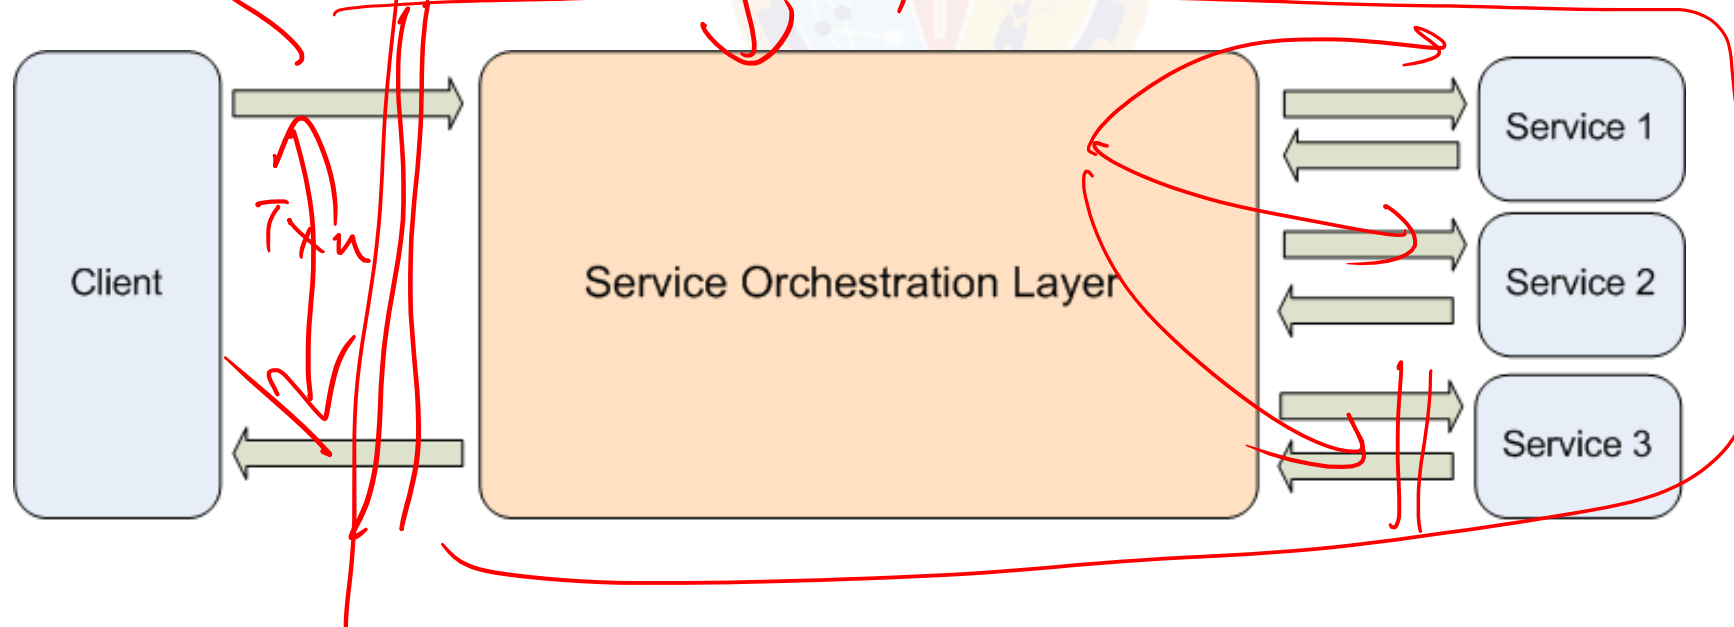 Service 1
Txn
Client
Service Orchestration Layer
Service 2
Service 3